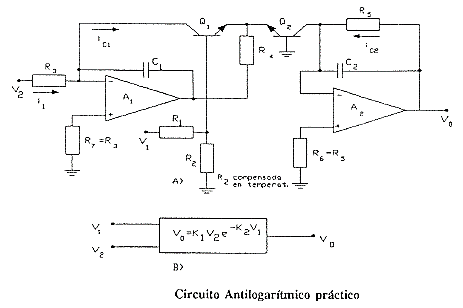 Q1 Q2
iC1 R5
iC2
R3 C1 R4 C2
V2 i1 A1 A2 V0
R1
V1
R7=R3 R2 R6=R5
R2 compensada
en temperat.
A)
V1 V0=K1V2e^-K2V1 V0
V2
B)
Circuito Antilogarítmico práctico